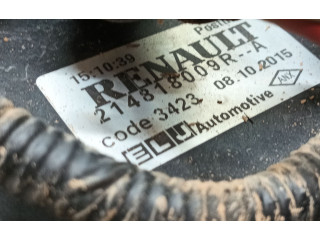 15:10:39
RENAULT
214818009R--A
code 3423 08.10.2015
Automotive